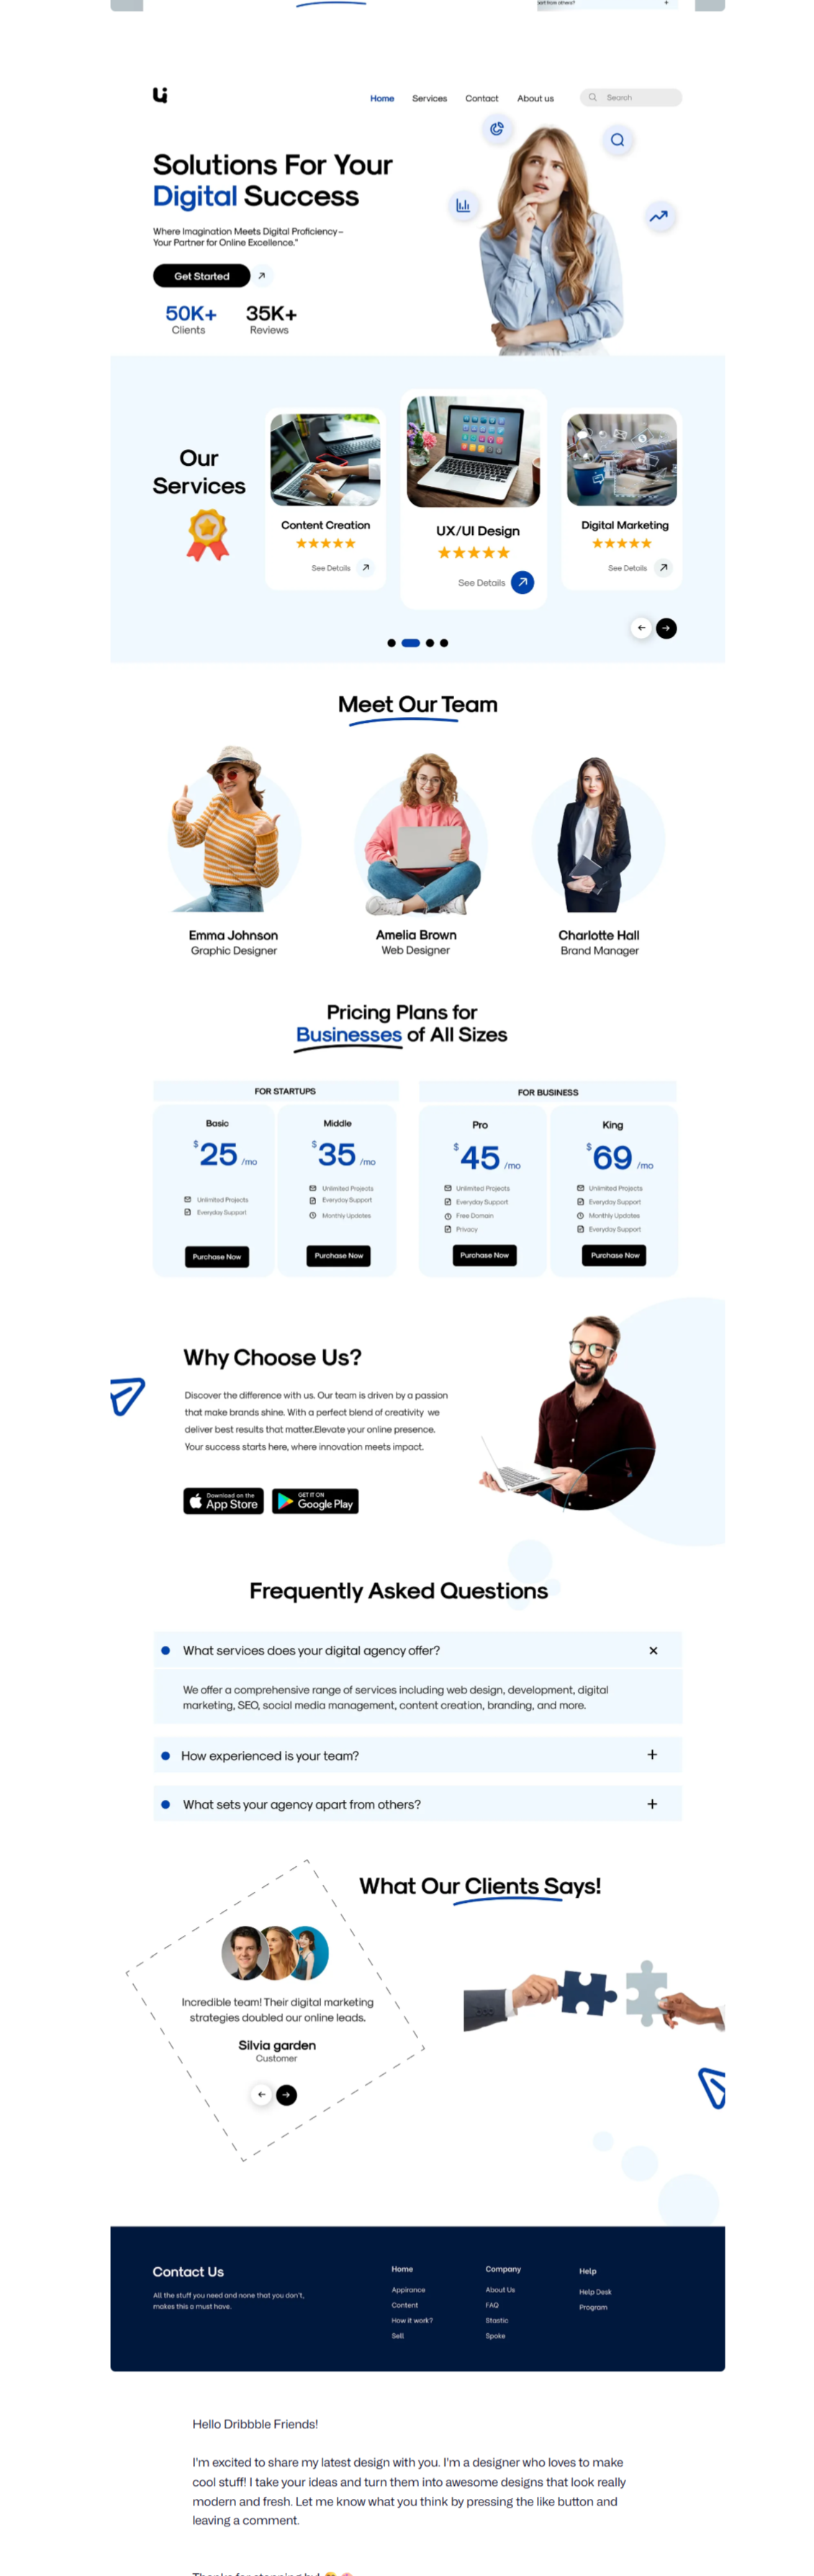 ort from others?
Home Services Contact About us Search
Solutions For Your
Digital Success
Where Imagination Meets Digital Proficiency–
Your Partner for Online Excellence."
Get Started
50K+ 35K+
Clients Reviews
Our
Services
Content Creation
See Details
UX/UI Design
See Details
Digital Marketing
See Details
Meet Our Team
Emma Johnson
Graphic Designer
Amelia Brown
Web Designer
Charlotte Hall
Brand Manager
Pricing Plans for
Businesses of All Sizes
FOR STARTUPS
Basic
$25 /mo
Unlimited Projects
Everyday Support
Purchase Now
Middle
$35 /mo
Unlimited Projects
Everyday Support
Monthly Updates
Purchase Now
FOR BUSINESS
Pro
$45 /mo
Unlimited Projects
Everyday Support
Free Domain
Privacy
Purchase Now
King
$69 /mo
Unlimited Projects
Everyday Support
Monthly Updates
Everyday Support
Purchase Now
Why Choose Us?
Discover the difference with us. Our team is driven by a passion
that make brands shine. With a perfect blend of creativity we
deliver best results that matter.Elevate your online presence.
Your success starts here, where innovation meets impact.
Download on the
App Store
GET IT ON
Google Play
Frequently Asked Questions
What services does your digital agency offer?
We offer a comprehensive range of services including web design, development, digital
marketing, SEO, social media management, content creation, branding, and more.
How experienced is your team?
What sets your agency apart from others?
What Our Clients Says!
Incredible team! Their digital marketing
strategies doubled our online leads.
Silvia garden
Customer
Contact Us
All the stuff you need and none that you don't,
makes this a must have.
Home
Appirance
Content
How it work?
Sell
Company
About Us
FAQ
Stastic
Spoke
Help
Help Desk
Program
Hello Dribbble Friends!
I'm excited to share my latest design with you. I'm a designer who loves to make
cool stuff! I take your ideas and turn them into awesome designs that look really
modern and fresh. Let me know what you think by pressing the like button and
leaving a comment.